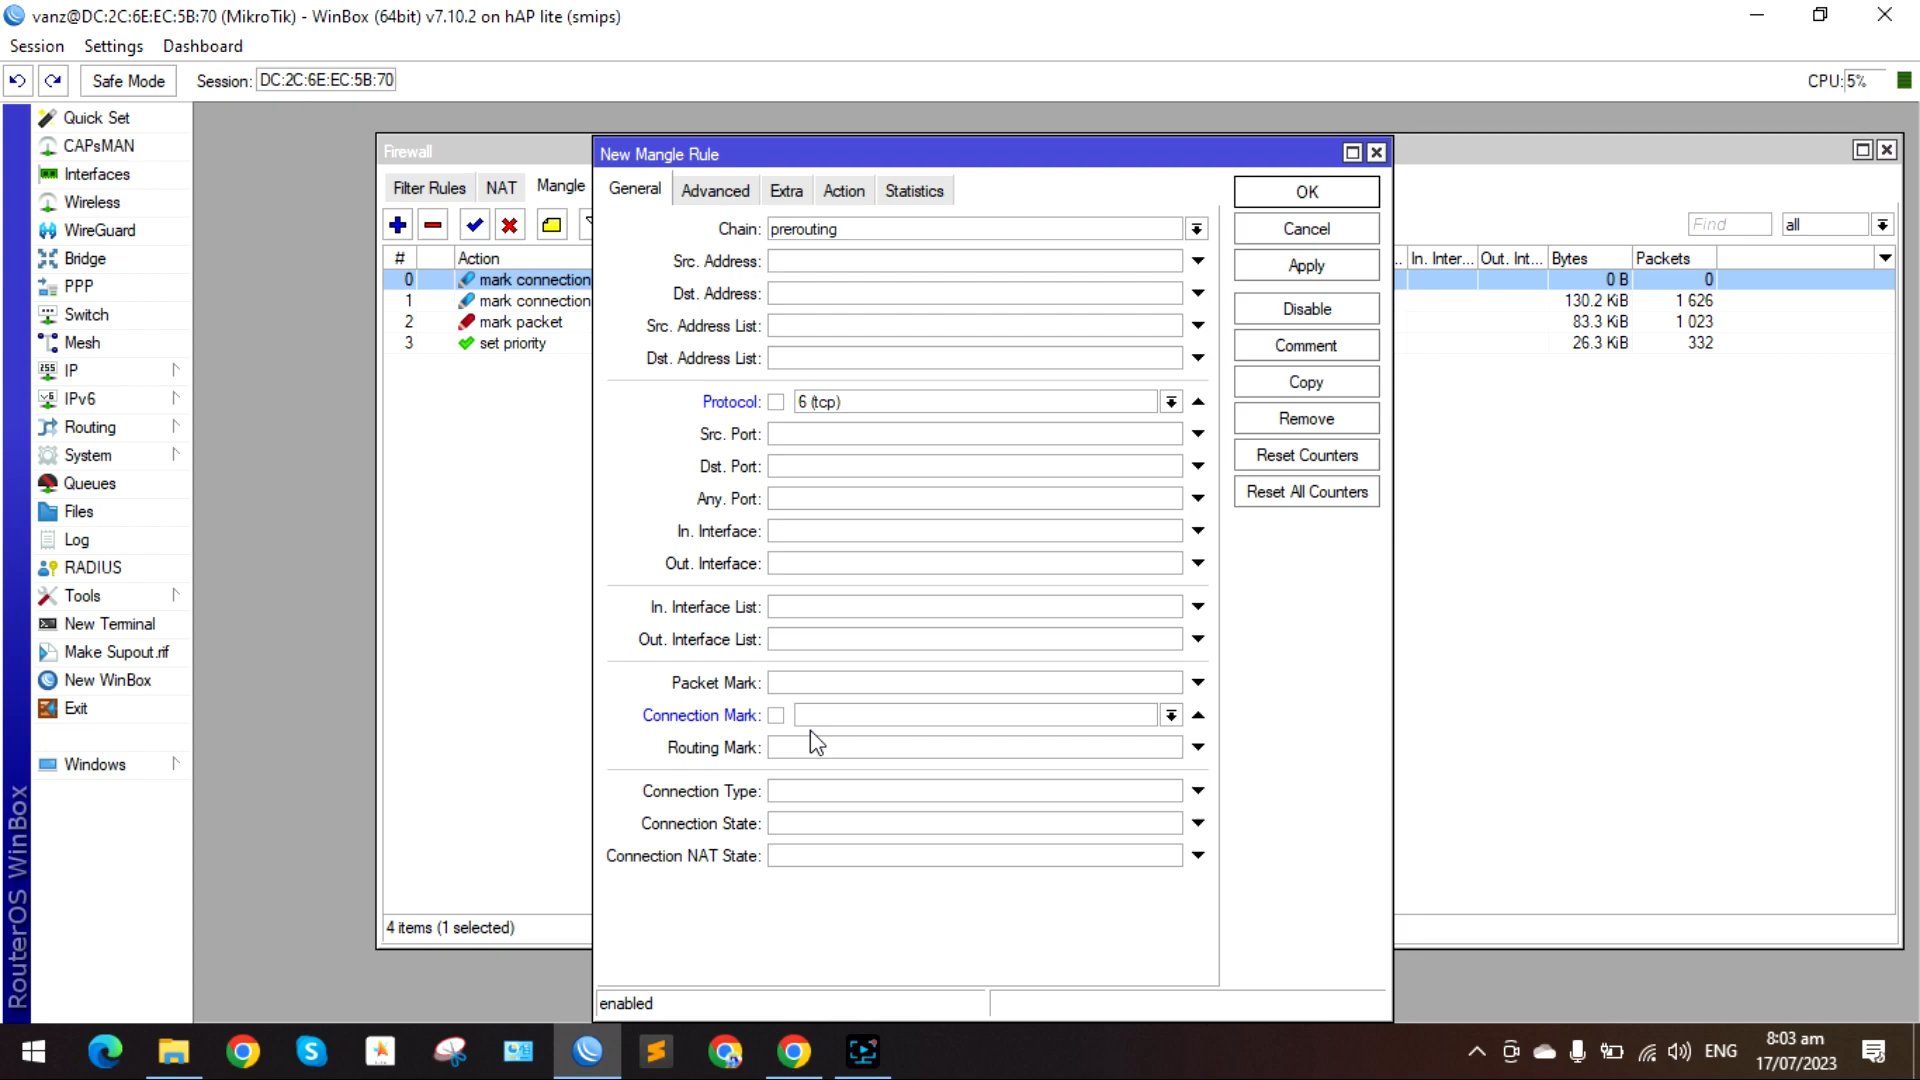 vanz@DC:2C:6E:EC:5B:70 (MikroTik) - WinBox (64bit) v7.10.2 on hAP lite (smips)
Session Settings Dashboard
Safe Mode Session: DC:2C:6E:EC:5B:70 CPU: 5%
Quick Set
CAPsMAN
Interfaces
Wireless
WireGuard
Bridge
PPP
Switch
Mesh
IP
IPv6
Routing
System
Queues
Files
Log
RADIUS
Tools
New Terminal
Make Supout.rif
New WinBox
Exit
Windows
RouterOS WinBox
Firewall
Filter Rules NAT Mangle
Find all
# Action In. Inter... Out. Int... Bytes Packets
0 mark connection 0 B 0
1 mark connection 130.2 KiB 1 626
2 mark packet 83.3 KiB 1 023
3 set priority 26.3 KiB 332
4 items (1 selected)
New Mangle Rule
General Advanced Extra Action Statistics
Chain: prerouting
Src. Address:
Dst. Address:
Src. Address List:
Dst. Address List:
Protocol: 6 (tcp)
Src. Port:
Dst. Port:
Any. Port:
In. Interface:
Out. Interface:
In. Interface List:
Out. Interface List:
Packet Mark:
Connection Mark:
Routing Mark:
Connection Type:
Connection State:
Connection NAT State:
enabled
OK
Cancel
Apply
Disable
Comment
Copy
Remove
Reset Counters
Reset All Counters
ENG
8:03 am
17/07/2023